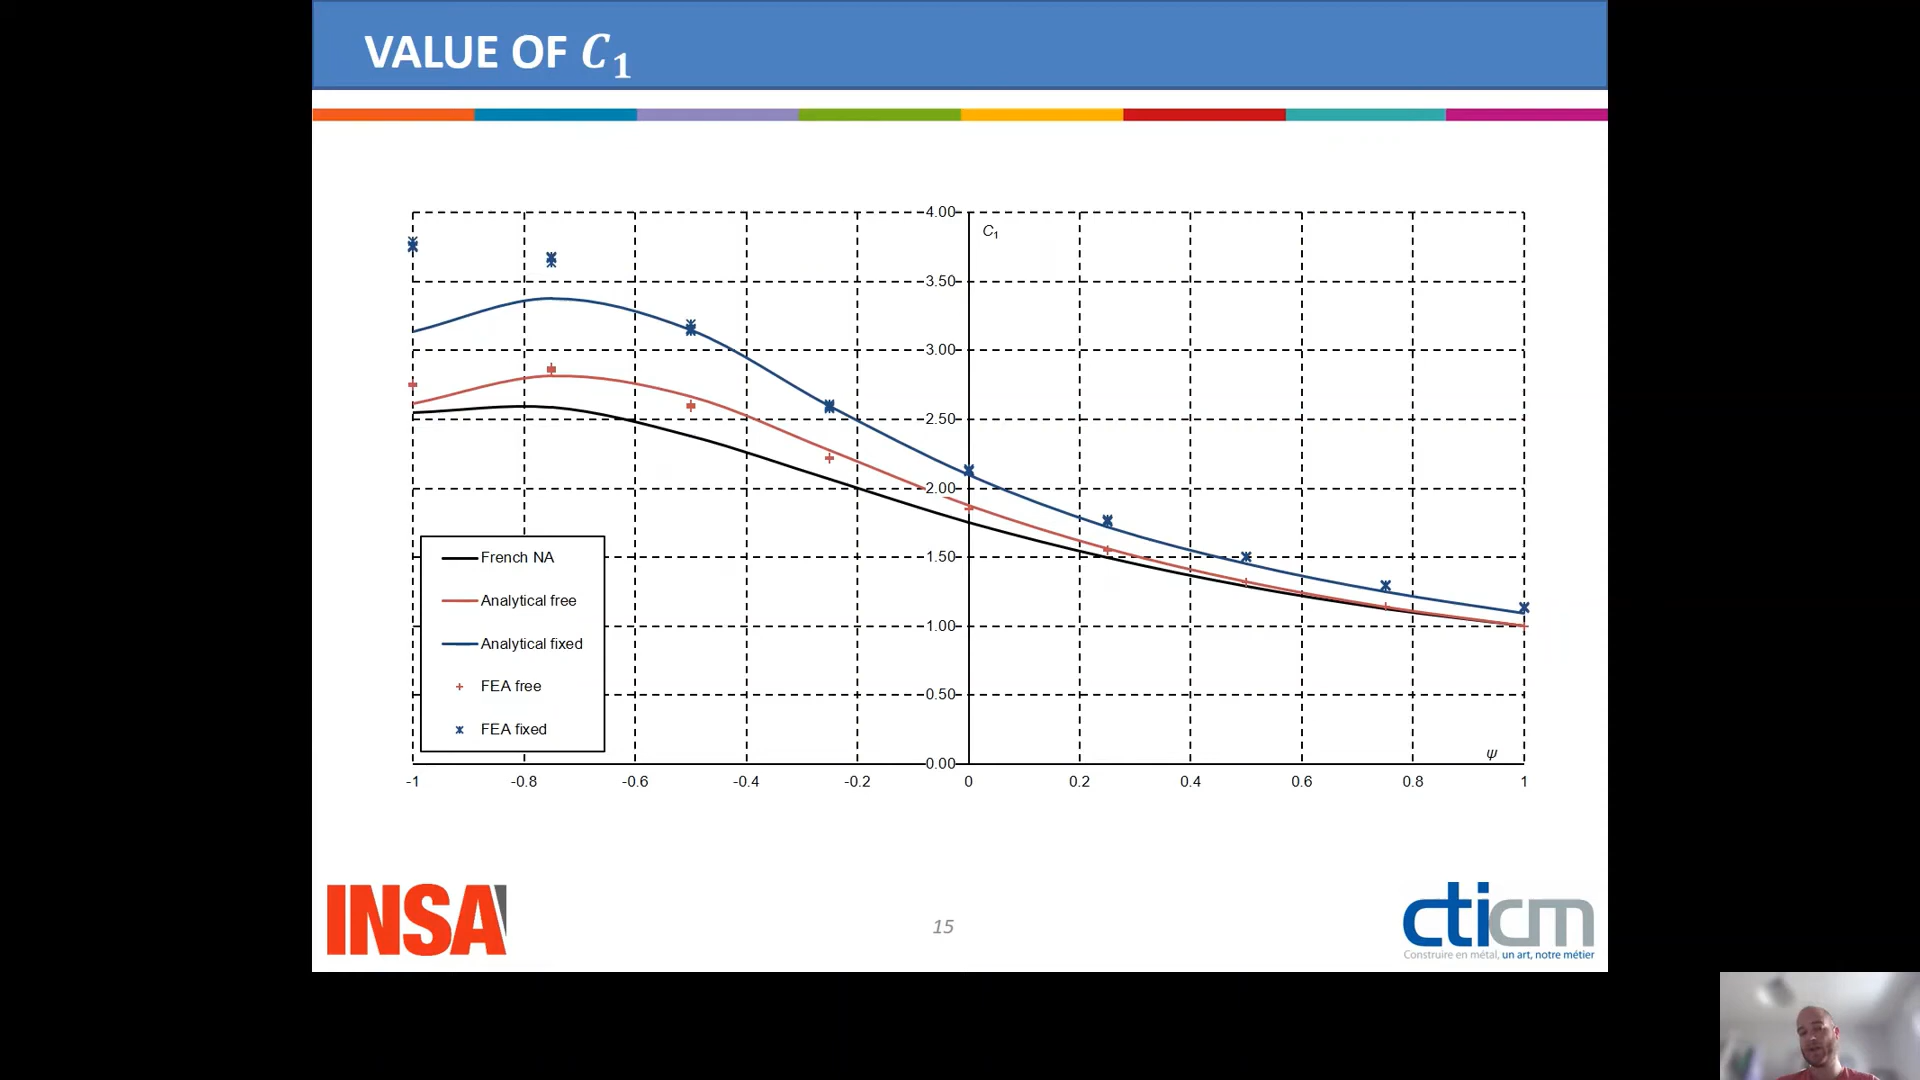 VALUE OF C1
4.00
C1
3.50
3.00
2.50
2.00
1.50
1.00
0.50
0.00
ψ
-1 -0.8 -0.6 -0.4 -0.2 0 0.2 0.4 0.6 0.8 1
French NA
Analytical free
Analytical fixed
FEA free
FEA fixed
INSA
15
cticm
Construire en métal, un art, notre métier